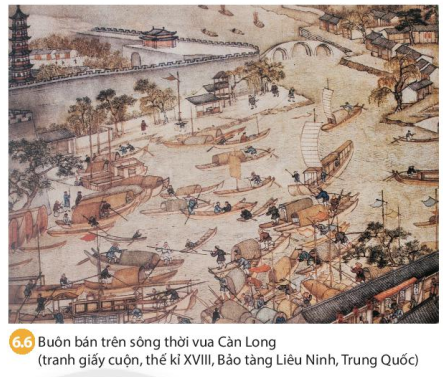 6.6 Buôn bán trên sông thời vua Càn Long
(tranh giấy cuộn, thế kỉ XVIII, Bảo tàng Liêu Ninh, Trung Quốc)